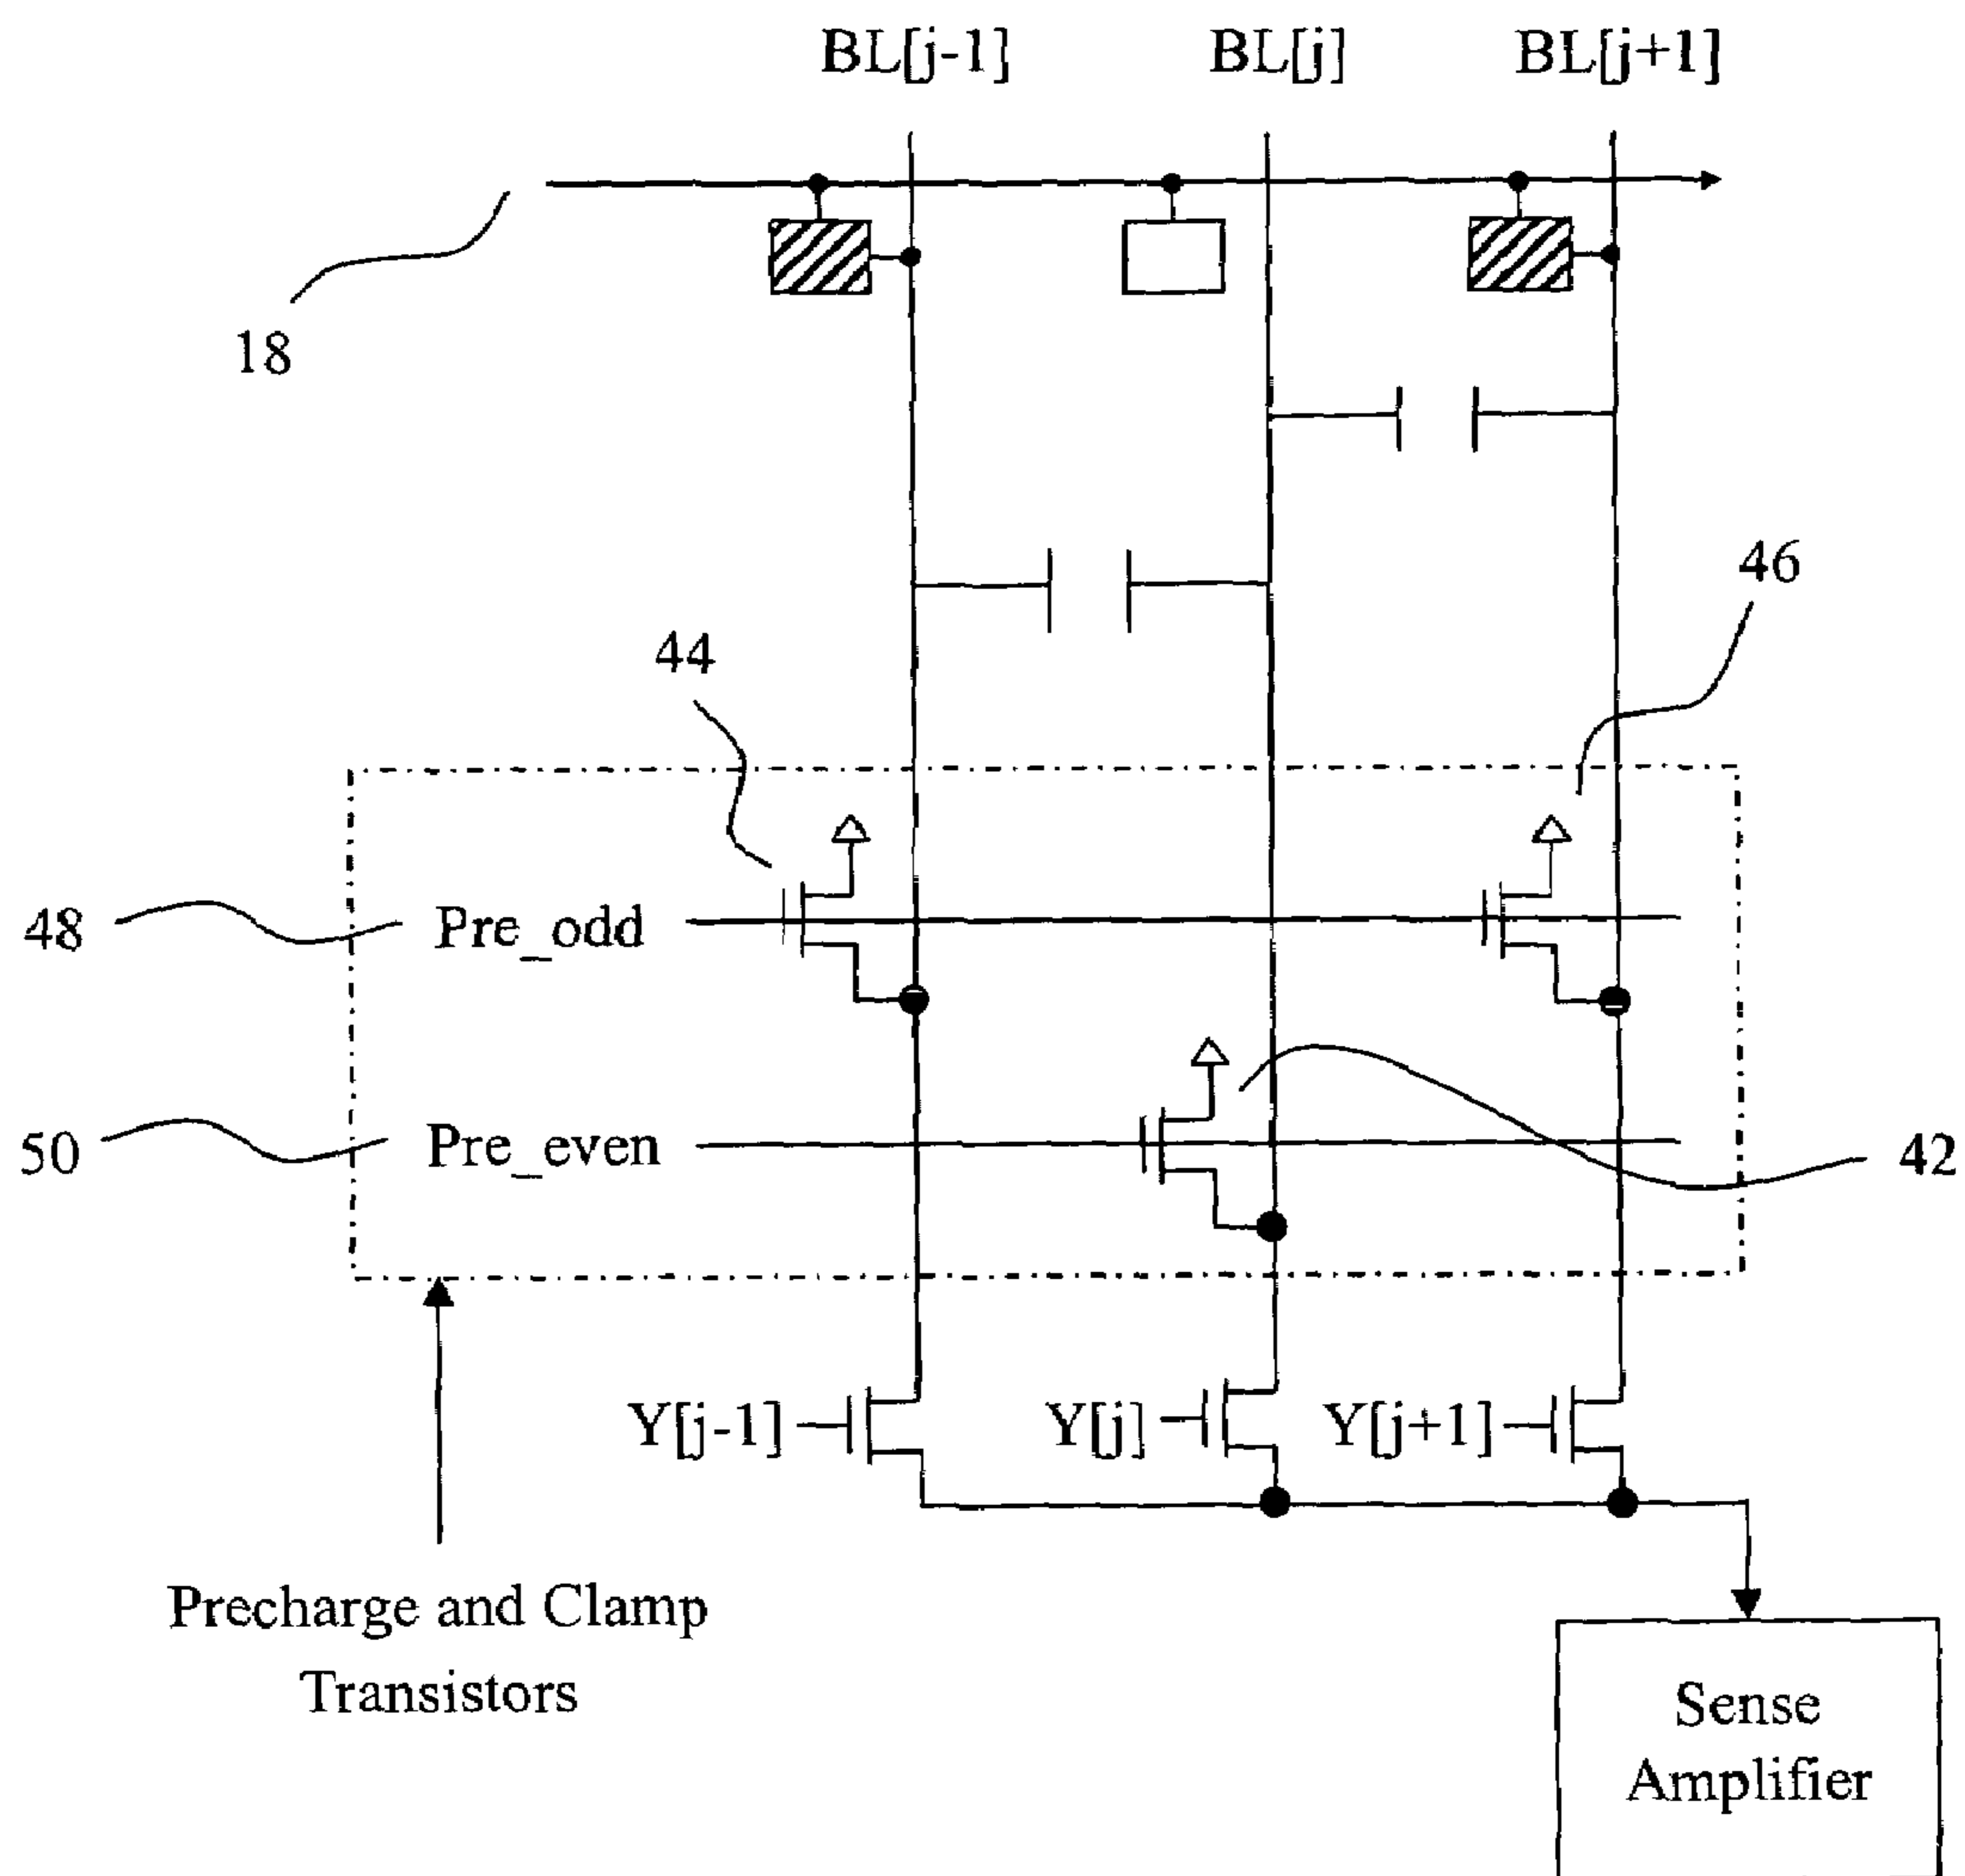 BL[j-1] BL[j] BL[j+1]
18
46
44
48 Pre_odd
50 Pre_even 42
Y[j-1] Y[j] Y[j+1]
Precharge and Clamp
Transistors
Sense
Amplifier